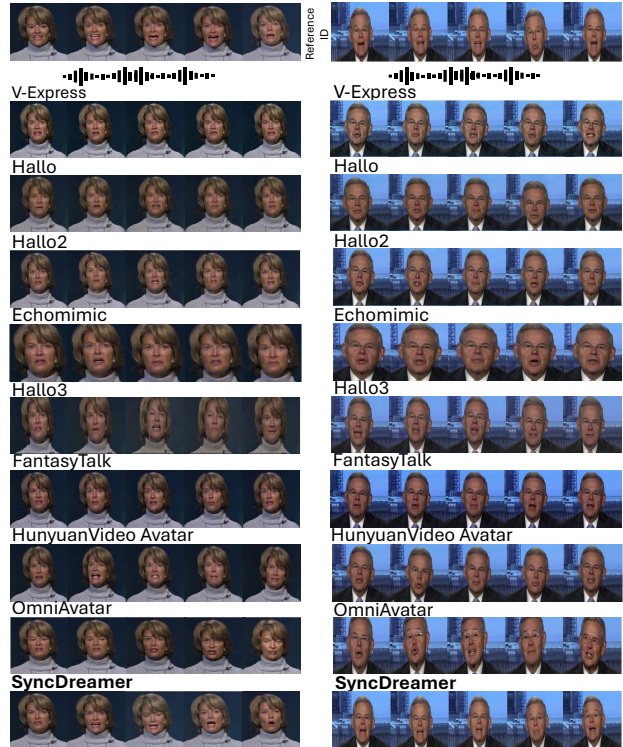 Reference
ID
V-Express
V-Express
Hallo
Hallo
Hallo2
Hallo2
Echomimic
Echomimic
Hallo3
Hallo3
FantasyTalk
FantasyTalk
HunyuanVideo Avatar
HunyuanVideo Avatar
OmniAvatar
OmniAvatar
SyncDreamer
SyncDreamer